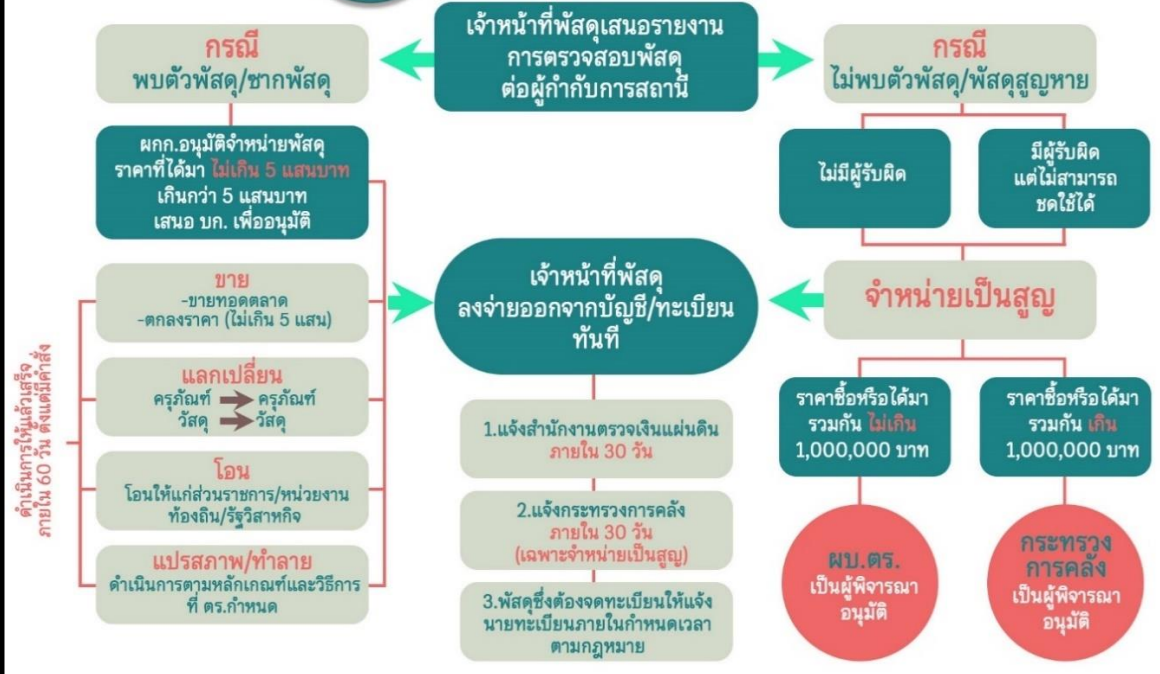 เจ้าหน้าที่พัสดุเสนอรายงาน
การตรวจสอบพัสดุ
ต่อผู้กำกับการสถานี
กรณี
พบตัวพัสดุ/ซากพัสดุ
ผกก.อนุมัติจำหน่ายพัสดุ
ราคาที่ได้มา ไม่เกิน 5 แสนบาท
เกินกว่า 5 แสนบาท
เสนอ บก. เพื่ออนุมัติ
ขาย
-ขายทอดตลาด
-ตกลงราคา (ไม่เกิน 5 แสน)
แลกเปลี่ยน
ครุภัณฑ์ ครุภัณฑ์
วัสดุ วัสดุ
โอน
โอนให้แก่ส่วนราชการ/หน่วยงาน
ท้องถิ่น/รัฐวิสาหกิจ
แปรสภาพ/ทำลาย
ดำเนินการตามหลักเกณฑ์และวิธีการ
ที่ ตร.กำหนด
ดำเนินการให้แล้วเสร็จ
ภายใน 60 วัน ตั้งแต่มีคำสั่ง
เจ้าหน้าที่พัสดุ
ลงจ่ายออกจากบัญชี/ทะเบียน
ทันที
1.แจ้งสำนักงานตรวจเงินแผ่นดิน
ภายใน 30 วัน
2.แจ้งกระทรวงการคลัง
ภายใน 30 วัน
(เฉพาะจำหน่ายเป็นสูญ)
3.พัสดุซึ่งต้องจดทะเบียนให้แจ้ง
นายทะเบียนภายในกำหนดเวลา
ตามกฎหมาย
กรณี
ไม่พบตัวพัสดุ/พัสดุสูญหาย
ไม่มีผู้รับผิด
มีผู้รับผิด
แต่ไม่สามารถ
ชดใช้ได้
จำหน่ายเป็นสูญ
ราคาซื้อหรือได้มา
รวมกัน ไม่เกิน
1,000,000 บาท
ผบ.ตร.
เป็นผู้พิจารณา
อนุมัติ
ราคาซื้อหรือได้มา
รวมกัน เกิน
1,000,000 บาท
กระทรวง
การคลัง
เป็นผู้พิจารณา
อนุมัติ